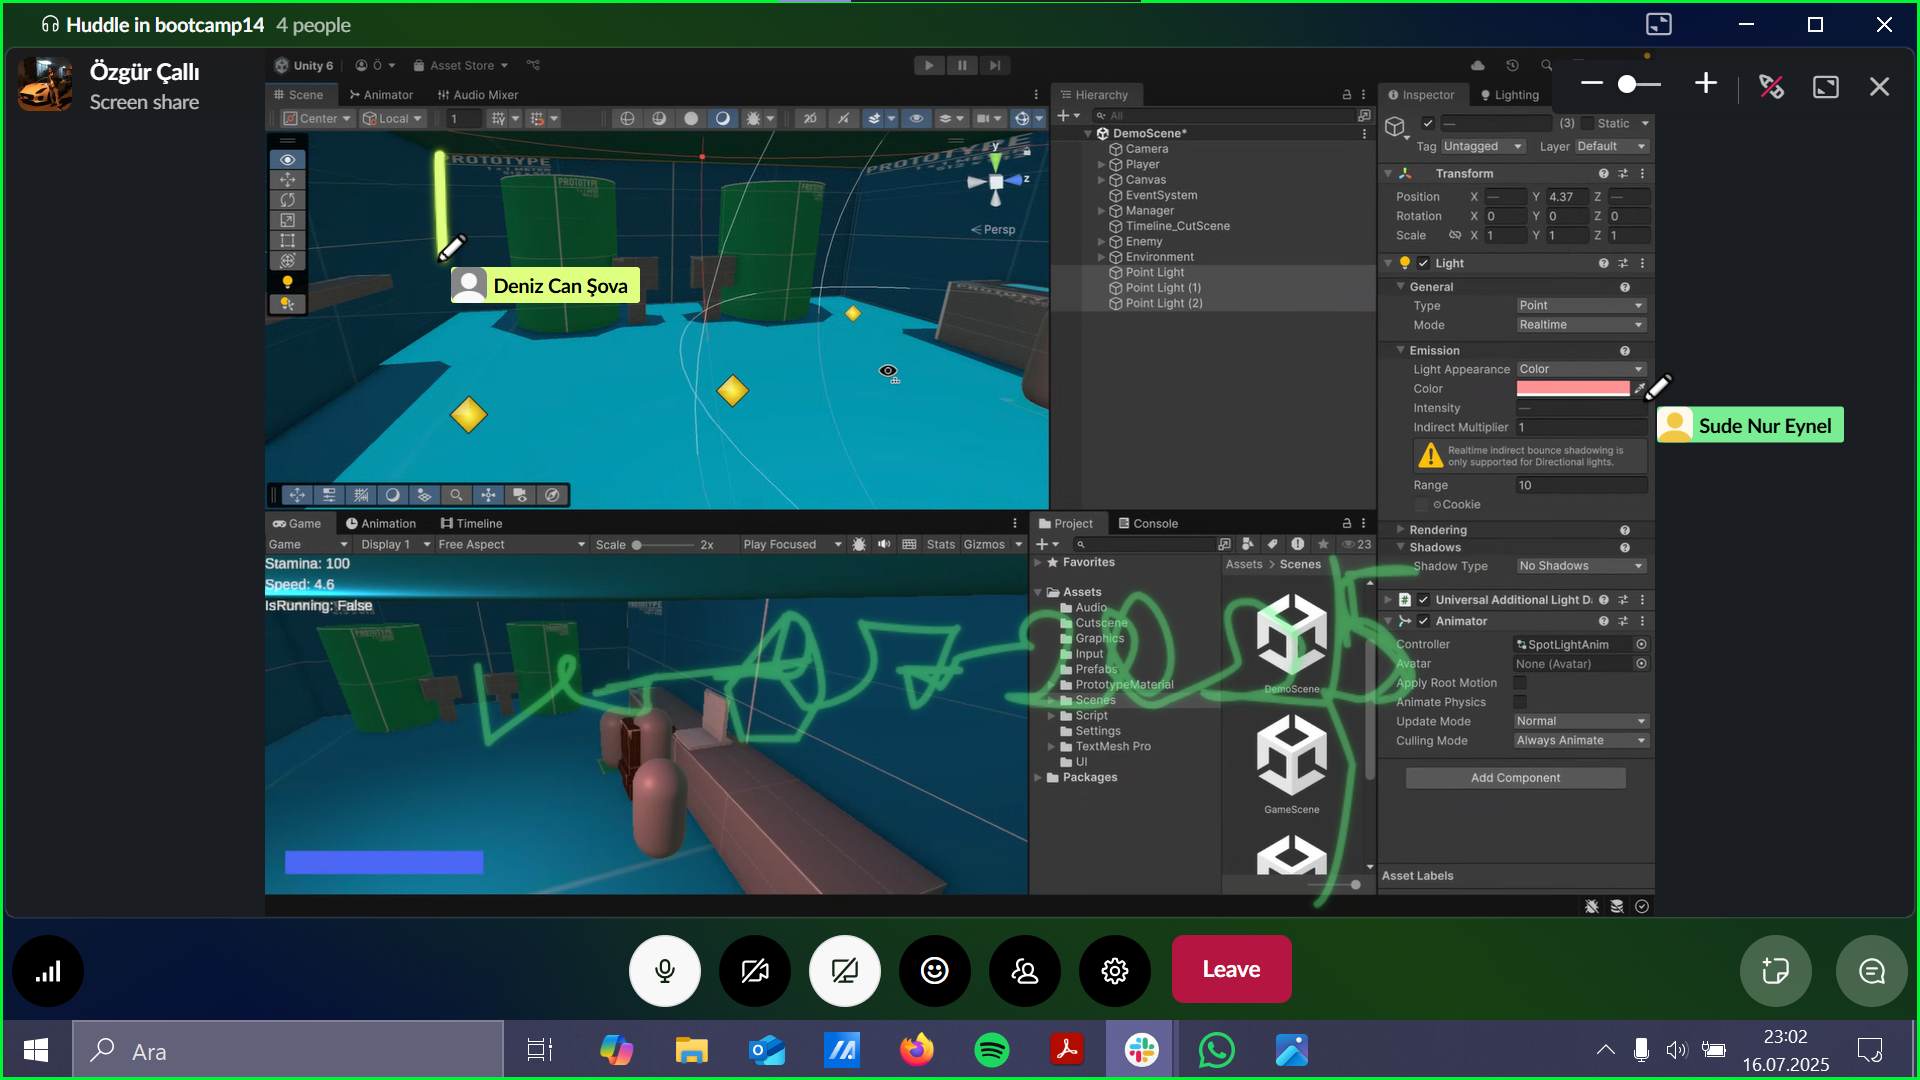 Huddle in bootcamp14 4 people
Özgür Çallı
Screen share
Unity 6 Ö Asset Store
Scene Animator Audio Mixer
Center Local 1
PROTOTYPE
PROTOTYPE
PROTOTYPE
PROTOTYPE
y
z
Persp
Deniz Can Şova
Hierarchy
All
DemoScene*
Camera
Player
Canvas
EventSystem
Manager
Timeline_CutScene
Enemy
Environment
Point Light
Point Light (1)
Point Light (2)
Inspector Lighting
— (3) Static
Tag Untagged Layer Default
Transform
Position X — Y 4.37 Z —
Rotation X 0 Y 0 Z 0
Scale X 1 Y 1 Z 1
Light
General
Type Point
Mode Realtime
Emission
Light Appearance Color
Color
Intensity —
Indirect Multiplier 1
Realtime indirect bounce shadowing is
only supported for Directional lights.
Range 10
Cookie
Rendering
Shadows
Shadow Type No Shadows
Universal Additional Light Da
Animator
Controller SpotLightAnim
Avatar None (Avatar)
Apply Root Motion
Animate Physics
Update Mode Normal
Culling Mode Always Animate
Add Component
Asset Labels
Sude Nur Eynel
Game Animation Timeline
Game Display 1 Free Aspect Scale 2x Play Focused Stats Gizmos
Stamina: 100
Speed: 4.6
IsRunning: False
PROTOTYPE
PROTOTYPE
PROTOTYPE
Project Console
23
Favorites
Assets
Audio
Cutscene
Graphics
Input
Prefabs
PrototypeMaterial
Scenes
Script
Settings
TextMesh Pro
UI
Packages
Assets > Scenes
DemoScene
GameScene
Leave
Ara
23:02
16.07.2025